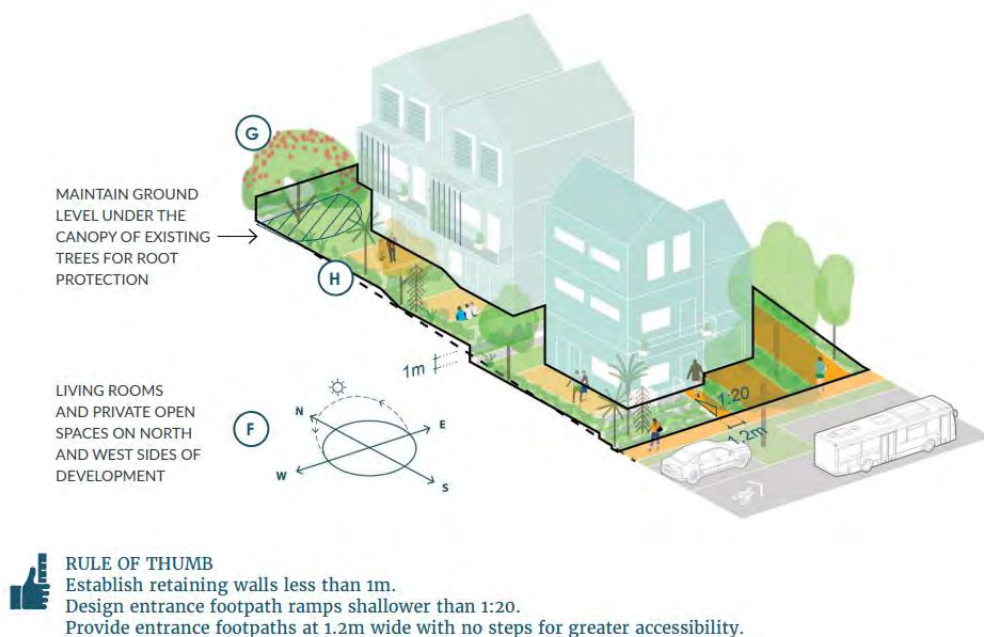 G
MAINTAIN GROUND
LEVEL UNDER THE
CANOPY OF EXISTING
TREES FOR ROOT
PROTECTION
H
1m
1:20
1.2m
LIVING ROOMS
AND PRIVATE OPEN
SPACES ON NORTH
AND WEST SIDES OF
DEVELOPMENT
F
N
E
W
S
RULE OF THUMB
Establish retaining walls less than 1m.
Design entrance footpath ramps shallower than 1:20.
Provide entrance footpaths at 1.2m wide with no steps for greater accessibility.